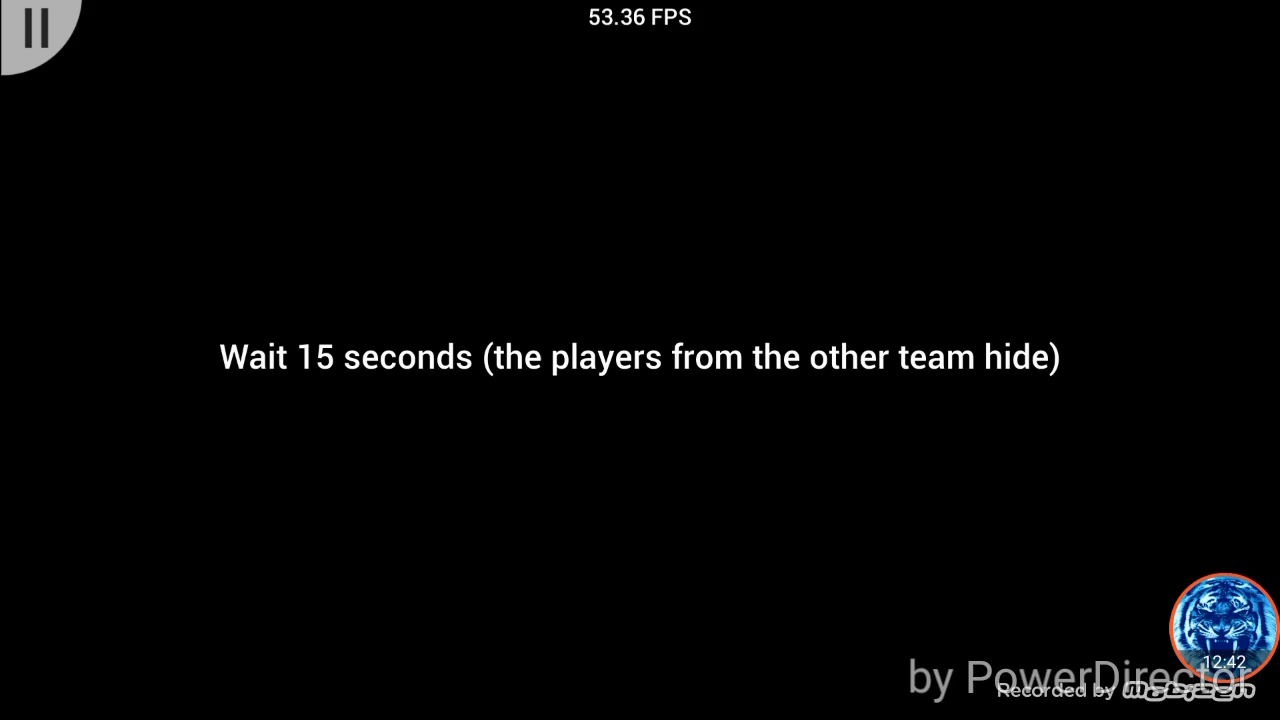 53.36 FPS
Wait 15 seconds (the players from the other team hide)
12:42
by PowerDirector
Recorded by